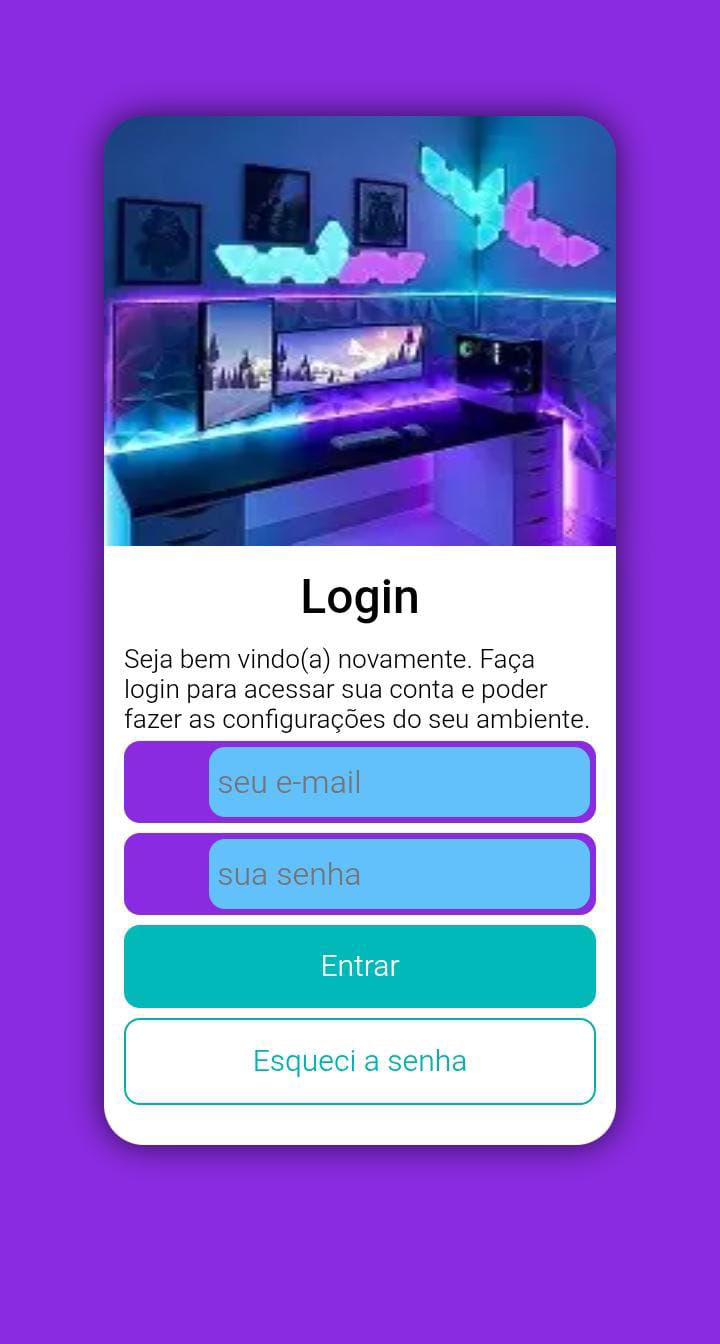 Login
Seja bem vindo(a) novamente. Faça
login para acessar sua conta e poder
fazer as configurações do seu ambiente.
seu e-mail
sua senha
Entrar
Esqueci a senha